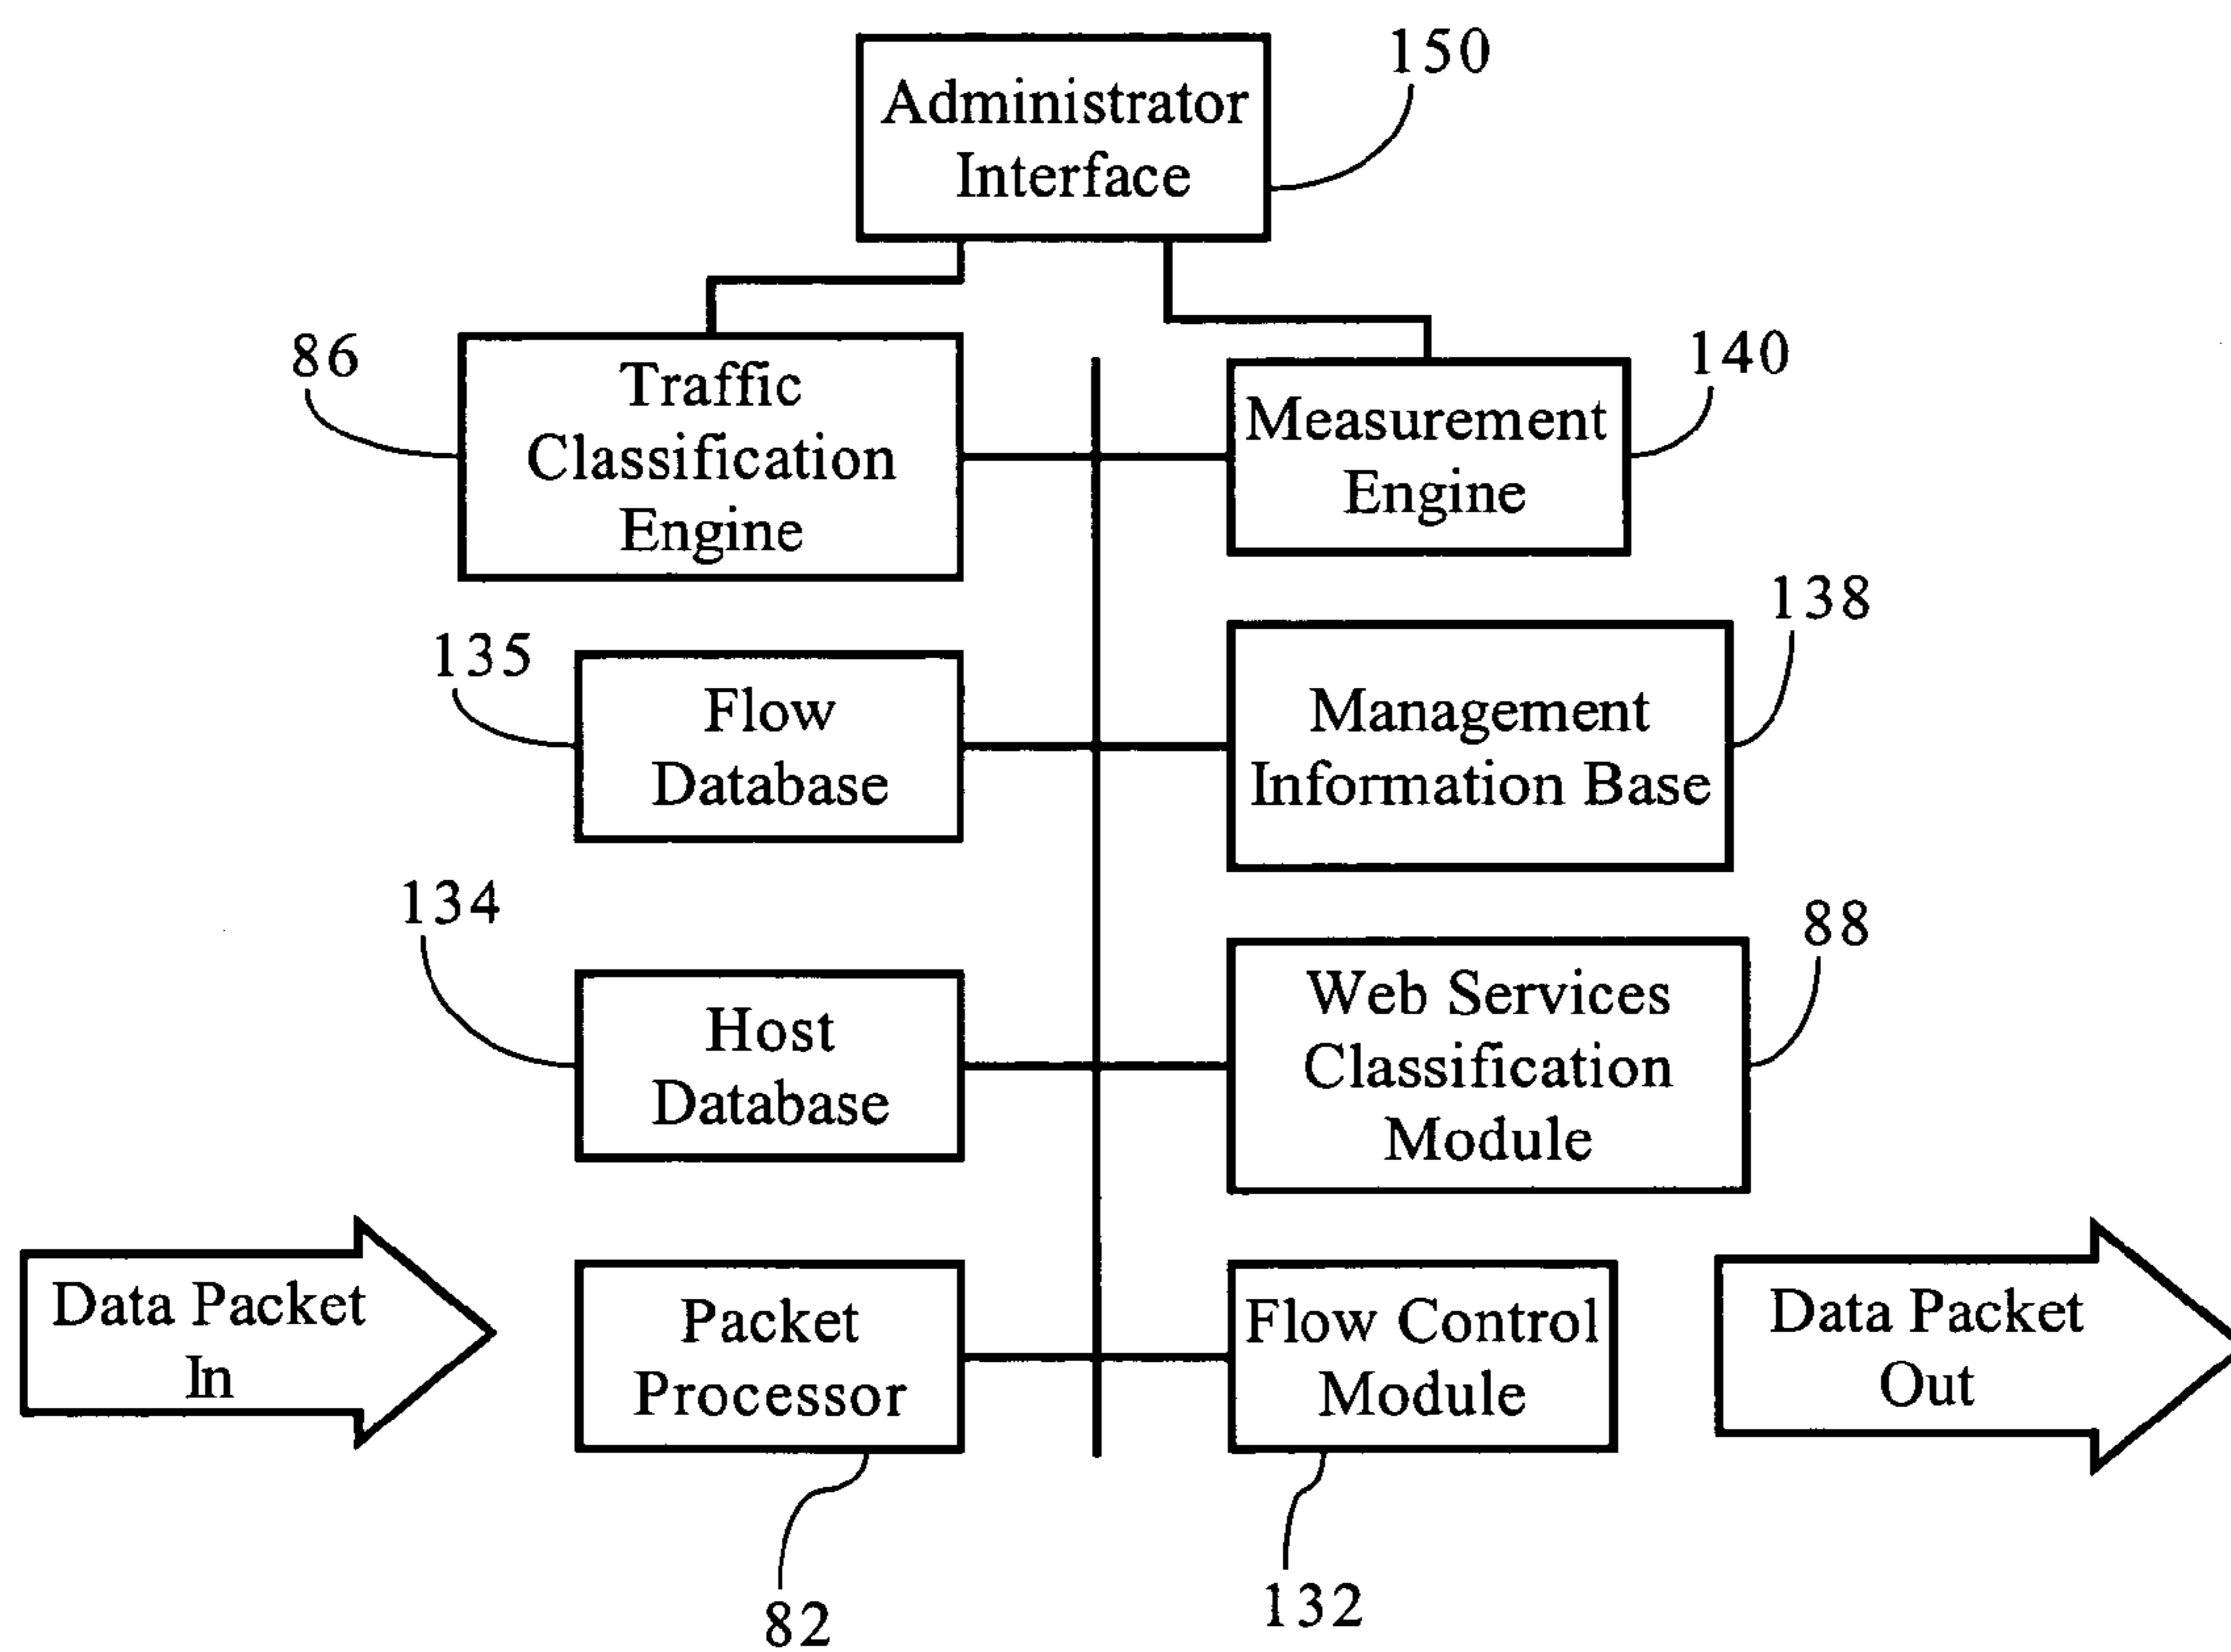 150
Administrator
Interface
86
Traffic
Classification
Engine
140
Measurement
Engine
135
Flow
Database
138
Management
Information Base
134
Host
Database
88
Web Services
Classification
Module
Data Packet
In
Packet
Processor
Flow Control
Module
Data Packet
Out
82
132